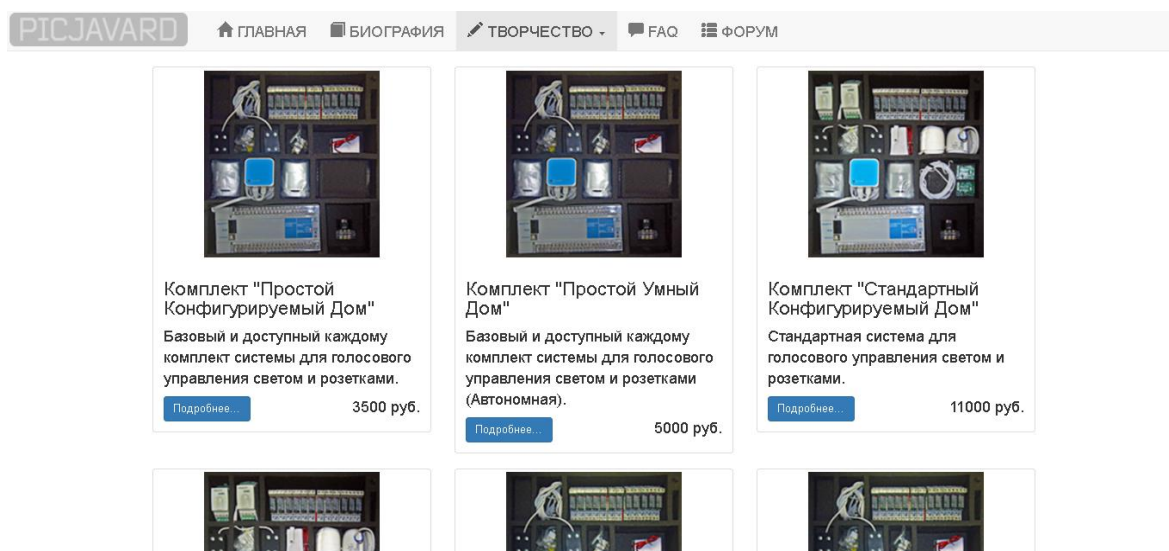 PICJAVARD ГЛАВНАЯ БИОГРАФИЯ ТВОРЧЕСТВО FAQ ФОРУМ
Комплект "Простой
Конфигурируемый Дом"
Базовый и доступный каждому
комплект системы для голосового
управления светом и розетками.
Подробнее... 3500 руб.
Комплект "Простой Умный
Дом"
Базовый и доступный каждому
комплект системы для голосового
управления светом и розетками
(Автономная).
Подробнее... 5000 руб.
Комплект "Стандартный
Конфигурируемый Дом"
Стандартная система для
голосового управления светом и
розетками.
Подробнее... 11000 руб.